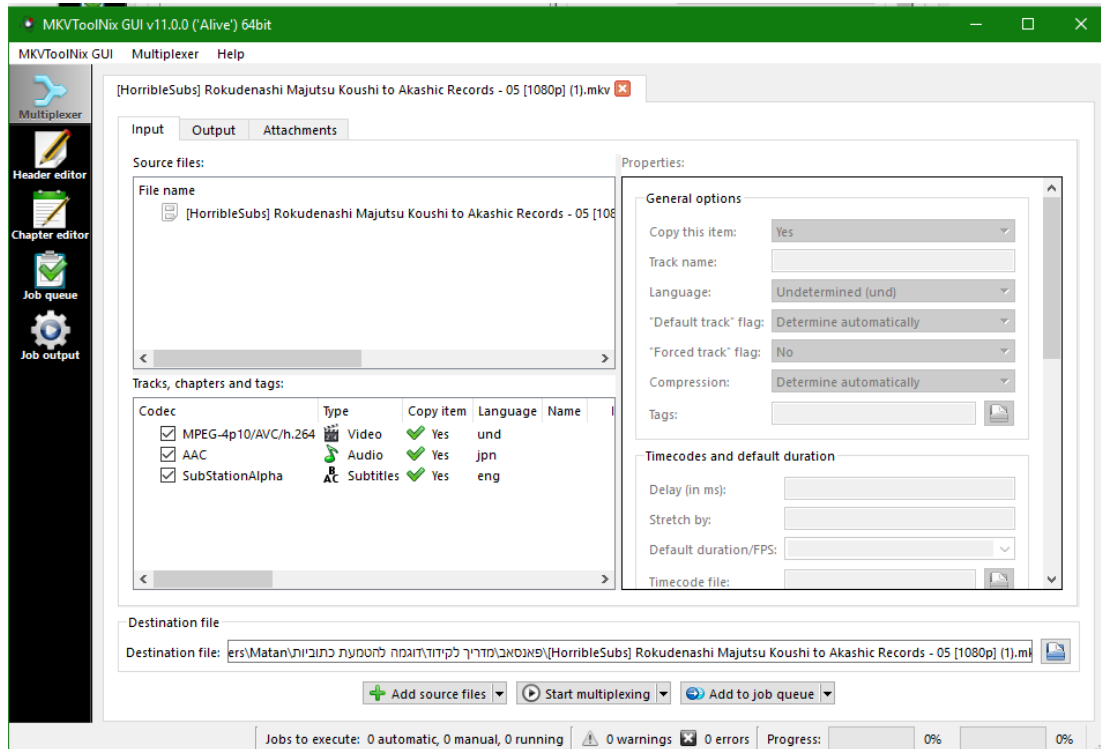 MKVToolNix GUI v11.0.0 ('Alive') 64bit
MKVToolNix GUI Multiplexer Help
Multiplexer
Header editor
Chapter editor
Job queue
Job output
[HorribleSubs] Rokudenashi Majutsu Koushi to Akashic Records - 05 [1080p] (1).mkv
Input Output Attachments
Source files:
File name
[HorribleSubs] Rokudenashi Majutsu Koushi to Akashic Records - 05 [108
Tracks, chapters and tags:
Codec Type Copy item Language Name
MPEG-4p10/AVC/h.264 Video Yes und
AAC Audio Yes jpn
SubStationAlpha Subtitles Yes eng
Properties:
General options
Copy this item: Yes
Track name:
Language: Undetermined (und)
"Default track" flag: Determine automatically
"Forced track" flag: No
Compression: Determine automatically
Tags:
Timecodes and default duration
Delay (in ms):
Stretch by:
Default duration/FPS:
Timecode file:
Destination file
Destination file: ers\Matan\פאנסאב\מדריך לקידוד\דוגמה להטמעת כתוביות\[HorribleSubs] Rokudenashi Majutsu Koushi to Akashic Records - 05 [1080p] (1).mk
Add source files Start multiplexing Add to job queue
Jobs to execute: 0 automatic, 0 manual, 0 running 0 warnings 0 errors Progress: 0% 0%